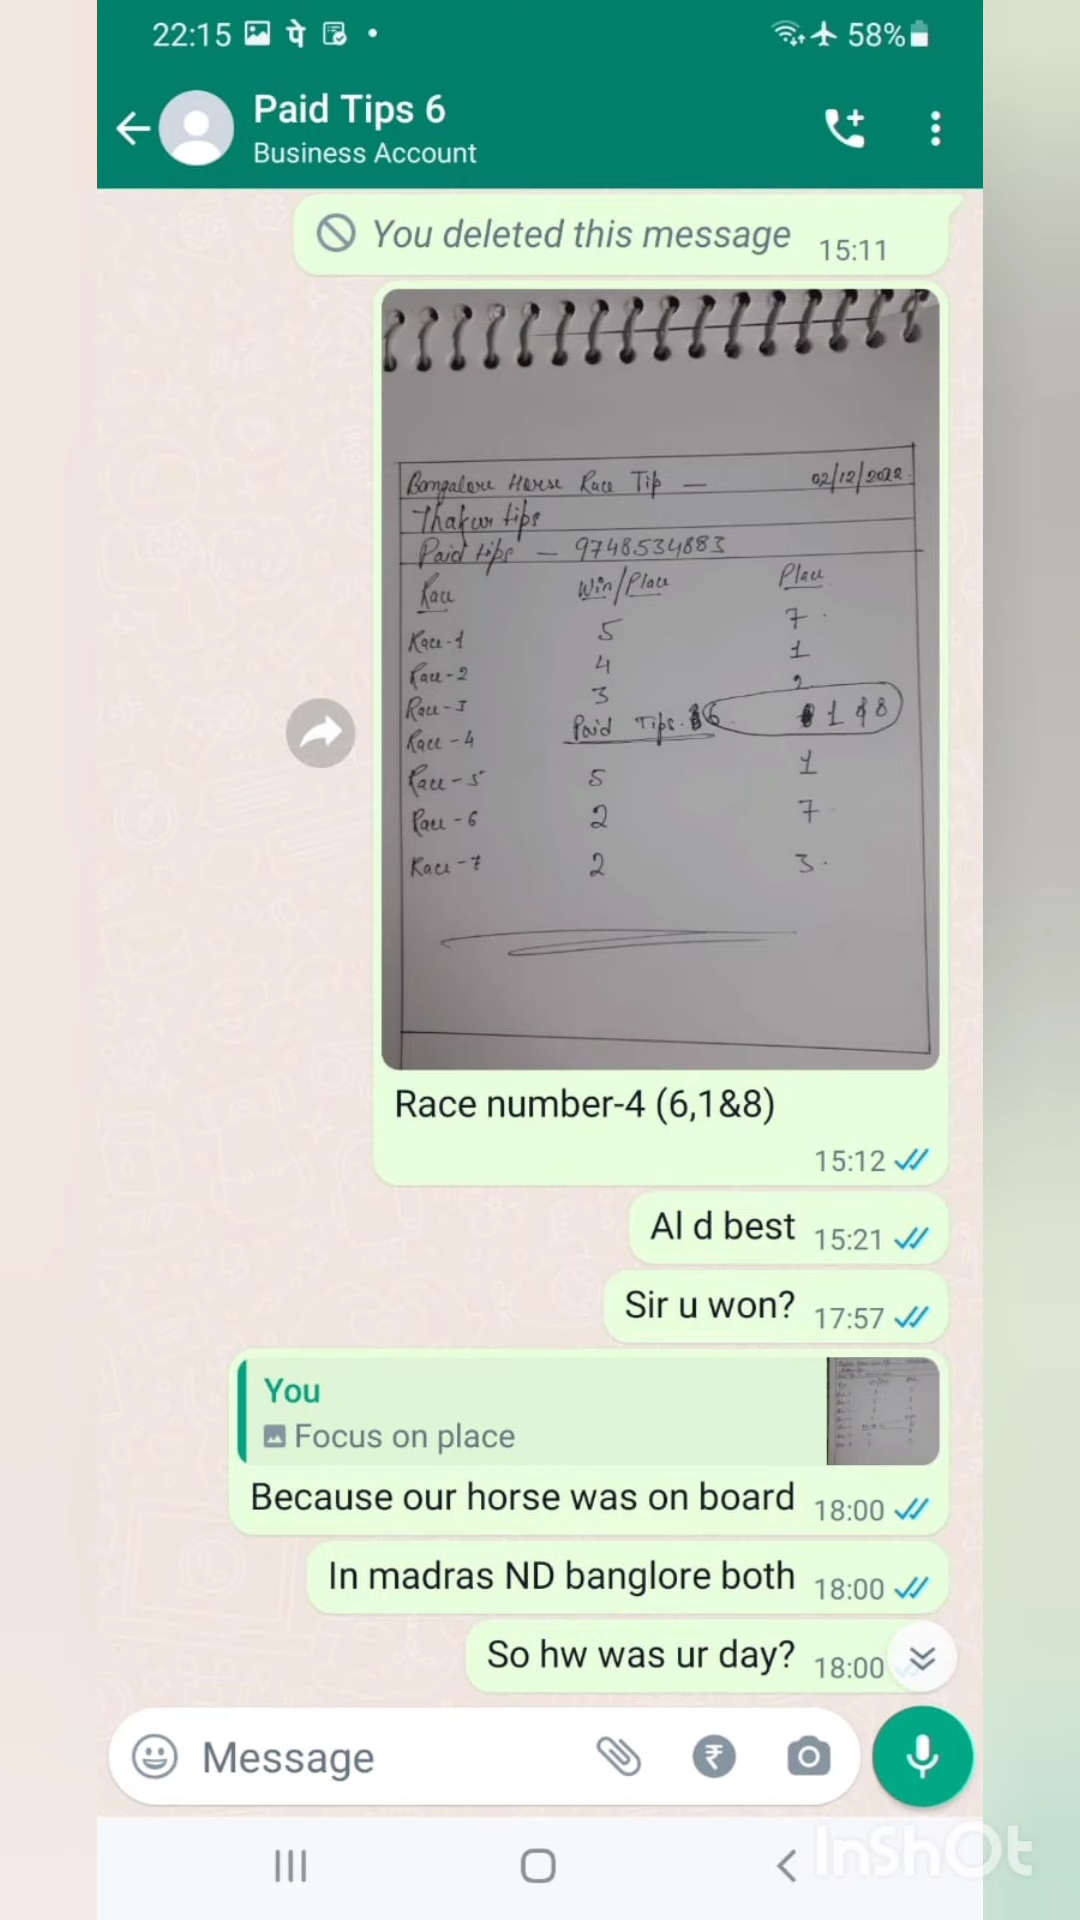 22:15 पे 58%
Paid Tips 6
Business Account
You deleted this message 15:11
Bangalore Horse Race Tip — 02/12/2022.
Thakur tips
Paid tips — 9748534883
Race Win/Place Place
Race-1 5 7
Race-2 4 1
Race-3 3 2
Race-4 Paid Tips. 6 1 & 8
Race-5 5 1
Race-6 2 7
Race-7 2 3.
Race number-4 (6,1&8)
15:12
Al d best 15:21
Sir u won? 17:57
You
Focus on place
Because our horse was on board 18:00
In madras ND banglore both 18:00
So hw was ur day? 18:00
Message
InShOt